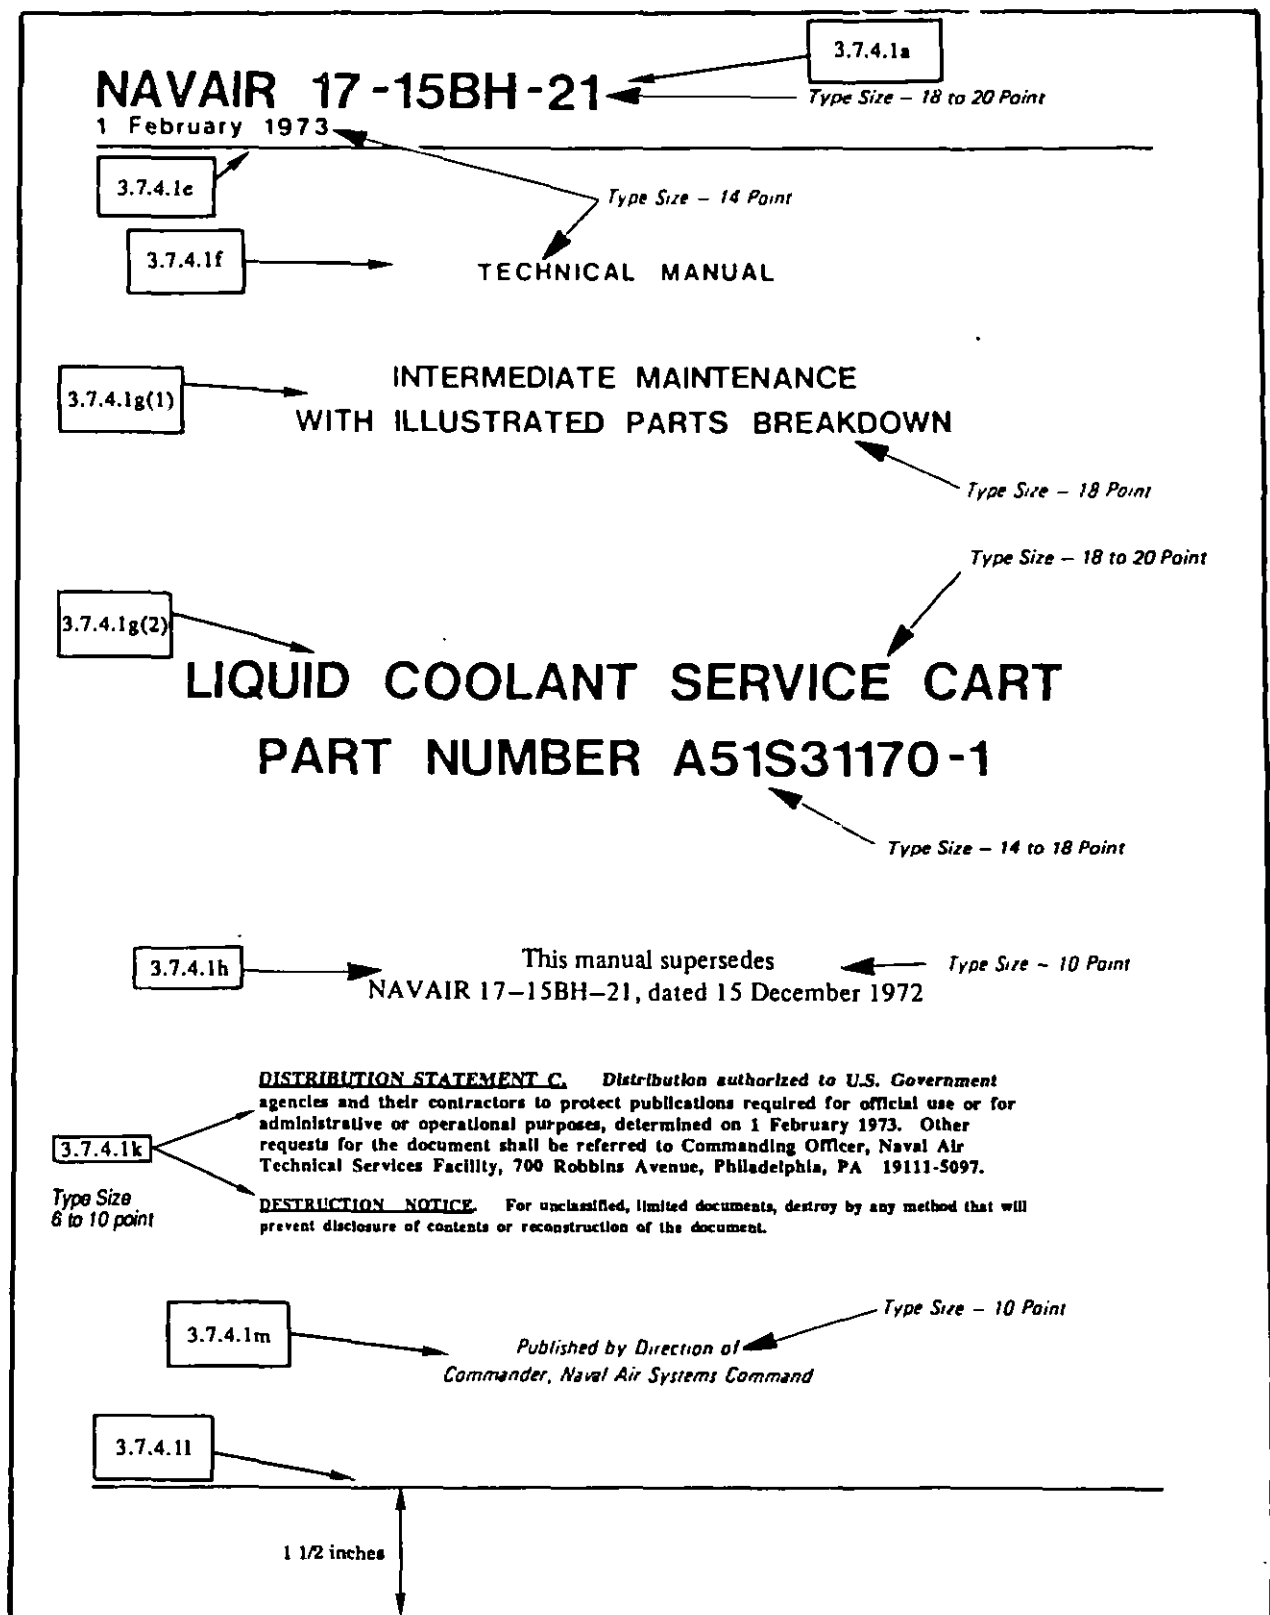 3.7.4.1a
NAVAIR 17-15BH-21
Type Size – 18 to 20 Point
1 February 1973
3.7.4.1e
Type Size – 14 Point
3.7.4.1f
TECHNICAL MANUAL
3.7.4.1g(1)
INTERMEDIATE MAINTENANCE
WITH ILLUSTRATED PARTS BREAKDOWN
Type Size – 18 Point
Type Size – 18 to 20 Point
3.7.4.1g(2)
LIQUID COOLANT SERVICE CART
PART NUMBER A51S31170-1
Type Size – 14 to 18 Point
3.7.4.1h
This manual supersedes
Type Size – 10 Point
NAVAIR 17–15BH–21, dated 15 December 1972
DISTRIBUTION STATEMENT C. Distribution authorized to U.S. Government
agencies and their contractors to protect publications required for official use or for
administrative or operational purposes, determined on 1 February 1973. Other
requests for the document shall be referred to Commanding Officer, Naval Air
Technical Services Facility, 700 Robbins Avenue, Philadelphia, PA 19111-5097.
3.7.4.1k
Type Size
6 to 10 point
DESTRUCTION NOTICE. For unclassified, limited documents, destroy by any method that will
prevent disclosure of contents or reconstruction of the document.
Type Size – 10 Point
3.7.4.1m
Published by Direction of
Commander, Naval Air Systems Command
3.7.4.1l
1 1/2 inches